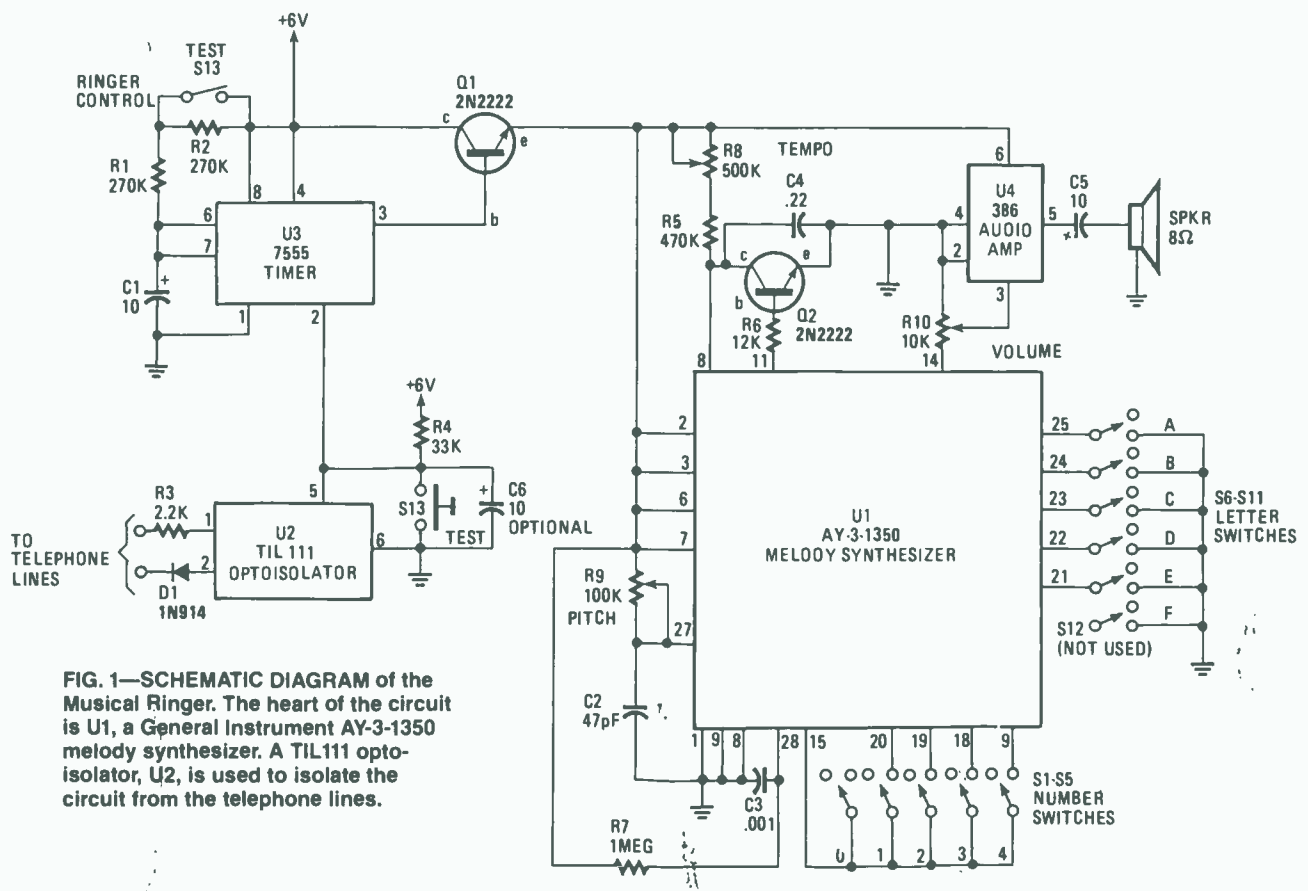 +6V
TEST
S13
RINGER
CONTROL
R2
270K
R1
270K
8
4
6
7
3
U3
7555
TIMER
C1
10
+
1
2
Q1
2N2222
c
e
b
R8
500K
TEMPO
C4
.22
R5
470K
c
e
b
Q2
2N2222
R6
12K
8
11
14
6
U4
386
AUDIO
AMP
4
2
5
3
C5
10
+
SPKR
8Ω
R10
10K
VOLUME
+6V
R4
33K
S13
TEST
+
C6
10
OPTIONAL
R3
2.2K
TO
TELEPHONE
LINES
D1
1N914
1
2
5
6
U2
TIL 111
OPTOISOLATOR
2
3
6
7
27
R9
100K
PITCH
C2
47pF
U1
AY-3-1350
MELODY SYNTHESIZER
25
24
23
22
21
A
B
C
D
E
F
S6-S11
LETTER
SWITCHES
S12
(NOT USED)
1
9
8
28
15
20
19
18
9
C3
.001
R7
1MEG
0
1
2
3
4
S1-S5
NUMBER
SWITCHES
FIG. 1—SCHEMATIC DIAGRAM of the
Musical Ringer. The heart of the circuit
is U1, a General Instrument AY-3-1350
melody synthesizer. A TIL111 opto-
isolator, U2, is used to isolate the
circuit from the telephone lines.